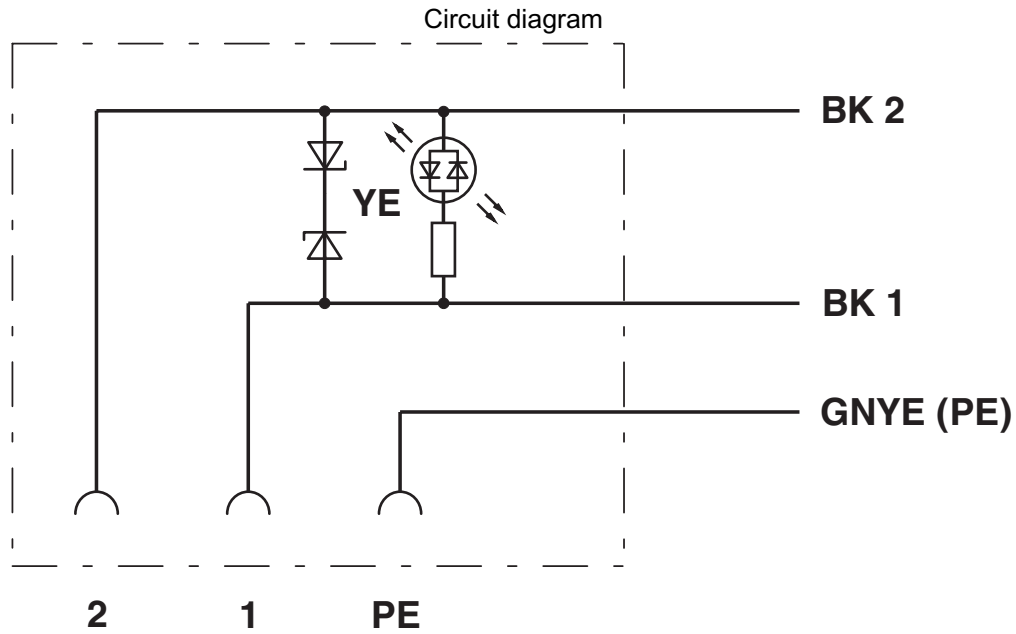 Circuit diagram
BK 2
YE
BK 1
GNYE (PE)
2 1 PE